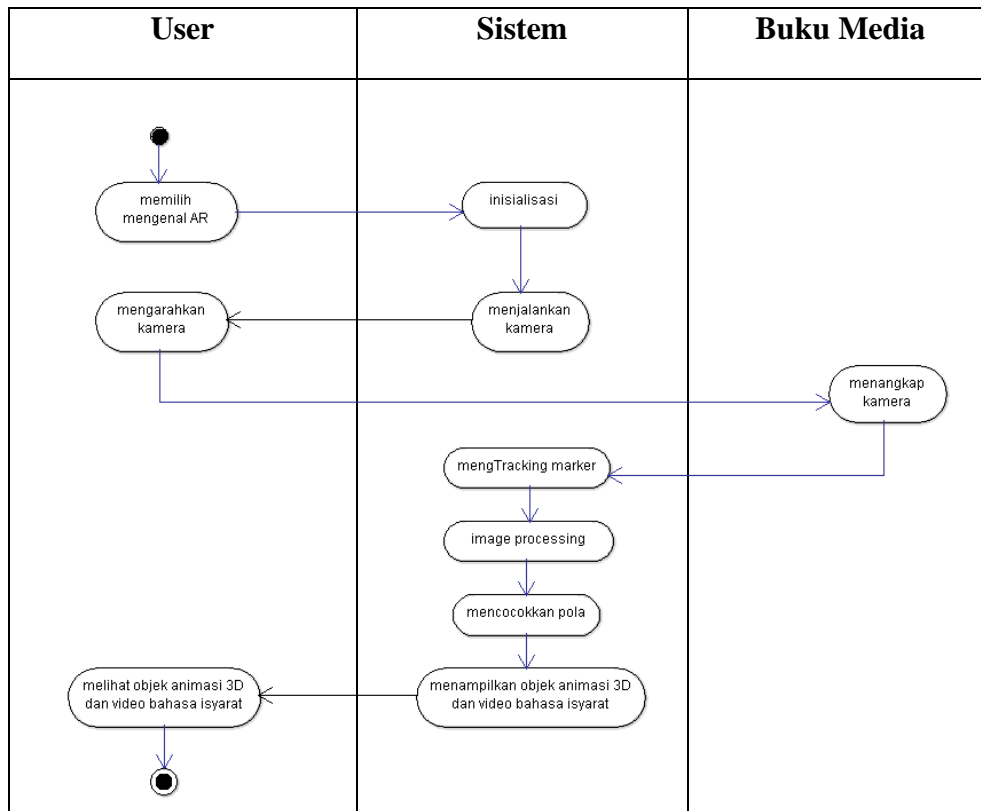 User
Sistem
Buku Media
memilih
mengenal AR
inisialisasi
menjalankan
kamera
mengarahkan
kamera
menangkap
kamera
mengTracking marker
image processing
mencocokkan pola
menampilkan objek animasi 3D
dan video bahasa isyarat
melihat objek animasi 3D
dan video bahasa isyarat